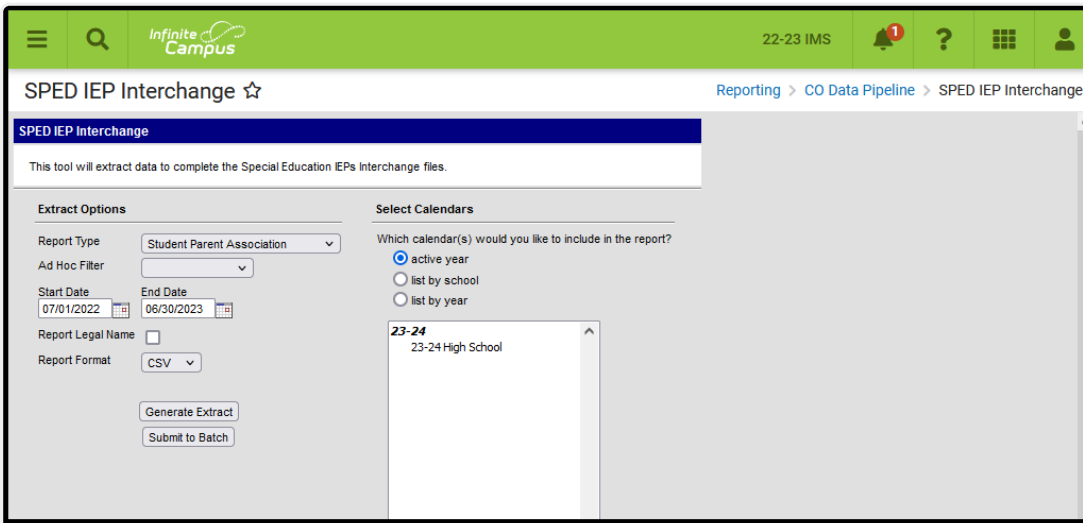 Infinite Campus
22-23 IMS
1
?
SPED IEP Interchange
Reporting > CO Data Pipeline > SPED IEP Interchange
SPED IEP Interchange
This tool will extract data to complete the Special Education IEPs Interchange files.
Extract Options
Report Type Student Parent Association
Ad Hoc Filter
Start Date End Date
07/01/2022 06/30/2023
Report Legal Name
Report Format CSV
Generate Extract
Submit to Batch
Select Calendars
Which calendar(s) would you like to include in the report?
active year
list by school
list by year
23-24
23-24 High School